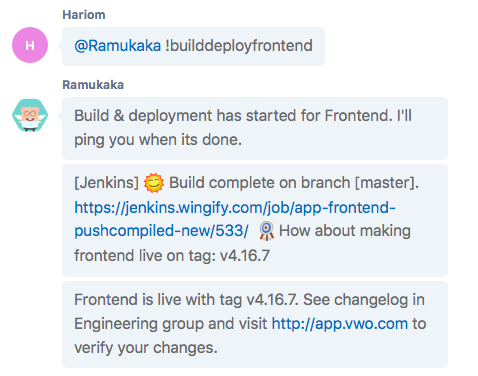 Hariom
H
@Ramukaka !builddeployfrontend
Ramukaka
Build & deployment has started for Frontend. I'll
ping you when its done.
[Jenkins] 🌞 Build complete on branch [master].
https://jenkins.wingify.com/job/app-frontend-
pushcompiled-new/533/ How about making
frontend live on tag: v4.16.7
Frontend is live with tag v4.16.7. See changelog in
Engineering group and visit http://app.vwo.com to
verify your changes.